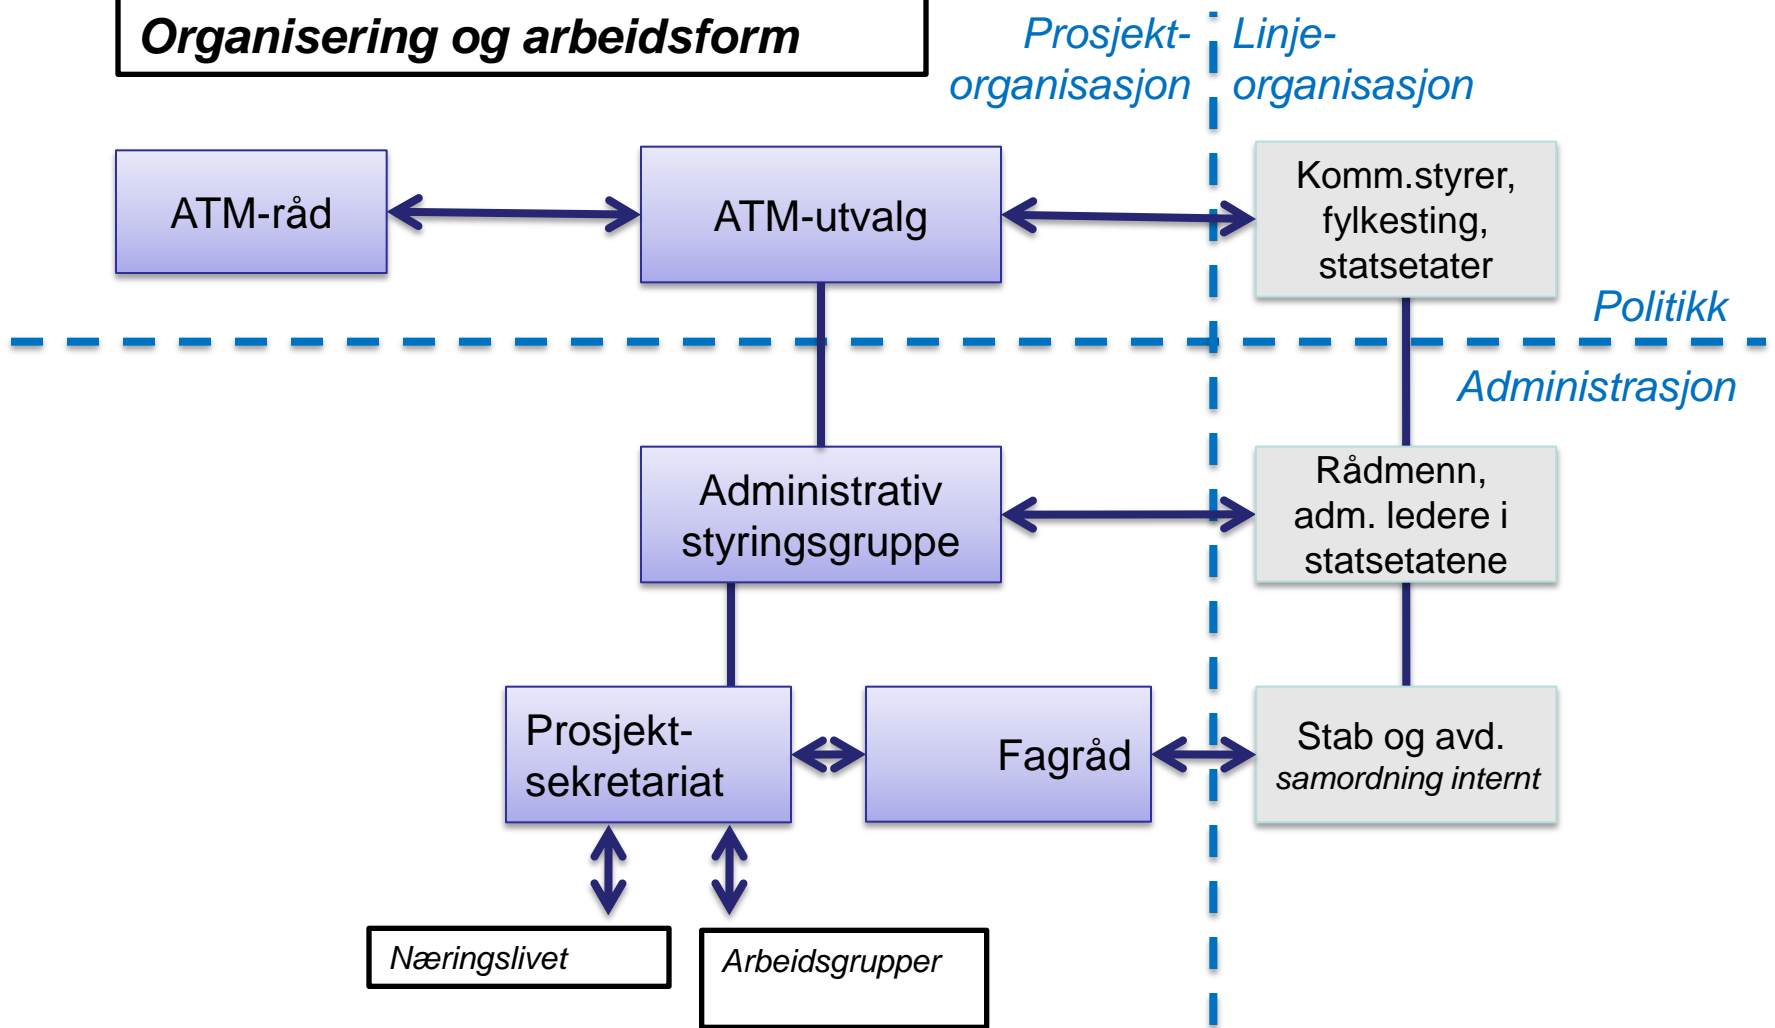 Organisering og arbeidsform
Prosjekt-
organisasjon
Linje-
organisasjon
ATM-råd
ATM-utvalg
Komm.styrer,
fylkesting,
statsetater
Politikk
Administrasjon
Administrativ
styringsgruppe
Rådmenn,
adm. ledere i
statsetatene
Prosjekt-
sekretariat
Fagråd
Stab og avd.
samordning internt
Næringslivet
Arbeidsgrupper